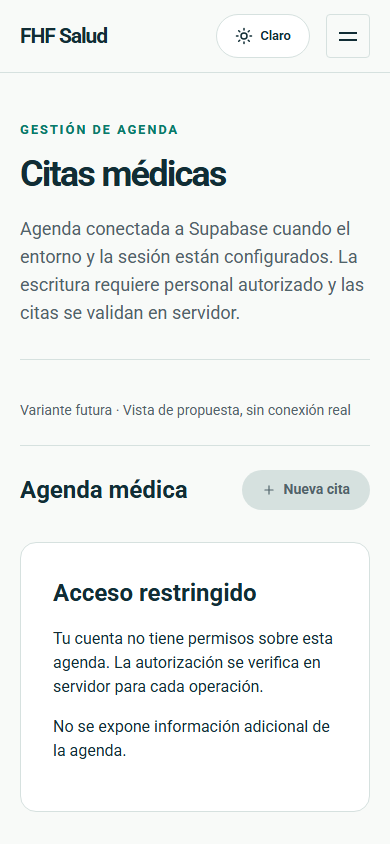 FHF Salud
Claro
GESTIÓN DE AGENDA
Citas médicas
Agenda conectada a Supabase cuando el
entorno y la sesión están configurados. La
escritura requiere personal autorizado y las
citas se validan en servidor.
Variante futura · Vista de propuesta, sin conexión real
Agenda médica
+ Nueva cita
Acceso restringido
Tu cuenta no tiene permisos sobre esta
agenda. La autorización se verifica en
servidor para cada operación.
No se expone información adicional de
la agenda.